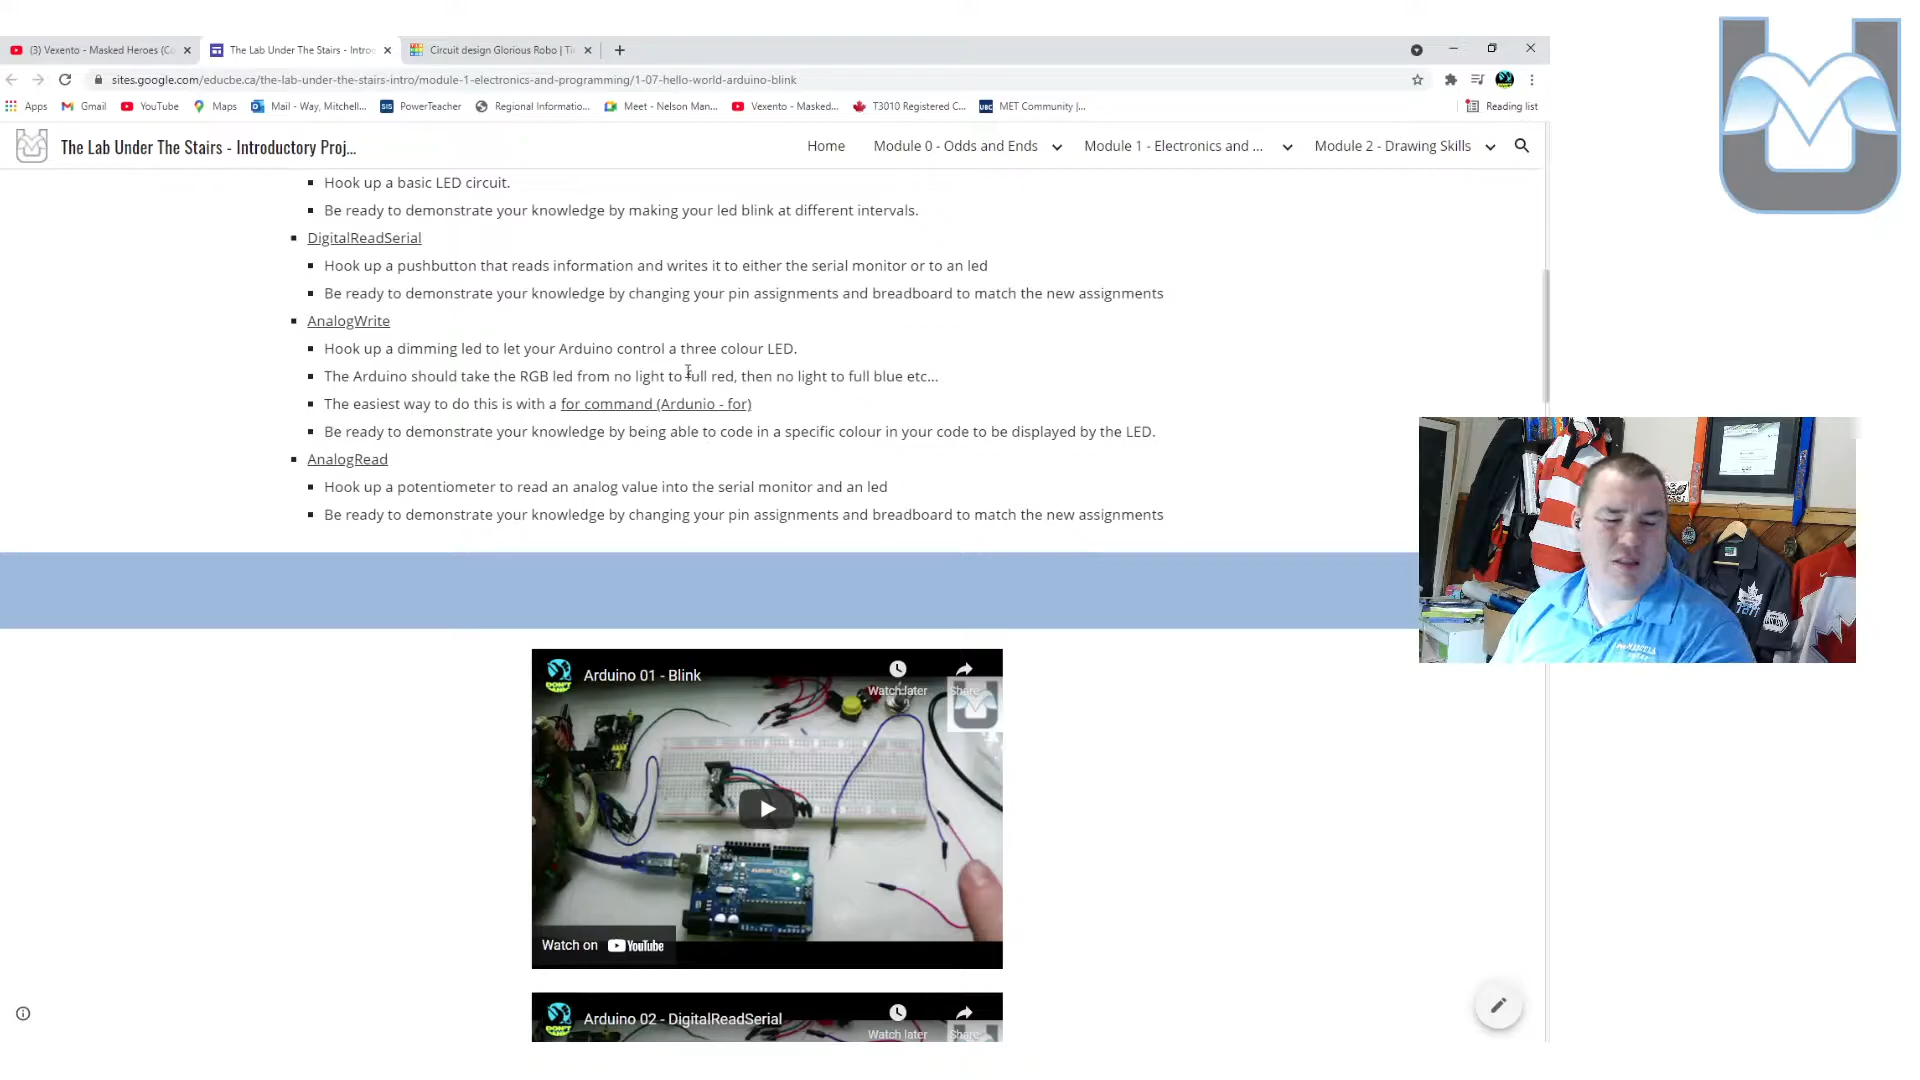 (3) Vexento - Masked Heroes (Co
The Lab Under The Stairs - Introd
Circuit design Glorious Robo | Ti
sites.google.com/educbe.ca/the-lab-under-the-stairs-intro/module-1-electronics-and-programming/1-07-hello-world-arduino-blink
Apps Gmail YouTube Maps Mail - Way, Mitchell... PowerTeacher Regional Informatio... Meet - Nelson Man... Vexento - Masked... T3010 Registered C... MET Community |... Reading list
The Lab Under The Stairs - Introductory Proj...
Home Module 0 - Odds and Ends Module 1 - Electronics and ... Module 2 - Drawing Skills
Hook up a basic LED circuit.
Be ready to demonstrate your knowledge by making your led blink at different intervals.
DigitalReadSerial
Hook up a pushbutton that reads information and writes it to either the serial monitor or to an led
Be ready to demonstrate your knowledge by changing your pin assignments and breadboard to match the new assignments
AnalogWrite
Hook up a dimming led to let your Arduino control a three colour LED.
The Arduino should take the RGB led from no light to full red, then no light to full blue etc...
The easiest way to do this is with a for command (Ardunio - for)
Be ready to demonstrate your knowledge by being able to code in a specific colour in your code to be displayed by the LED.
AnalogRead
Hook up a potentiometer to read an analog value into the serial monitor and an led
Be ready to demonstrate your knowledge by changing your pin assignments and breadboard to match the new assignments
Arduino 01 - Blink
Watch later Share
Watch on YouTube
Arduino 02 - DigitalReadSerial
Watch later Share